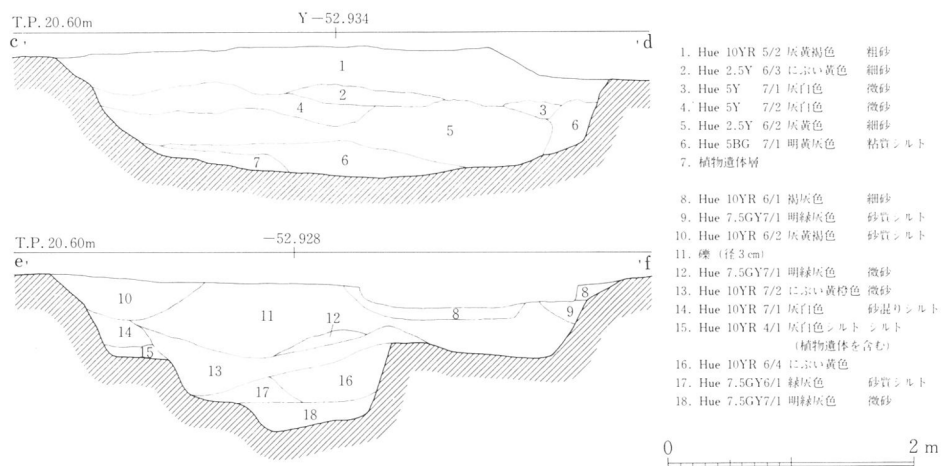 T.P. 20.60m Y−52.934
c d
1
2
3
4
5
6
6
7
T.P. 20.60m −52.928
e f
8
10
11
12
8
9
14
15
13
16
17
18
1. Hue 10YR 5/2 灰黄褐色 粗砂
2. Hue 2.5Y 6/3 にぶい黄色 細砂
3. Hue 5Y 7/1 灰白色 微砂
4. Hue 5Y 7/2 灰白色 微砂
5. Hue 2.5Y 6/2 灰黄色 細砂
6. Hue 5BG 7/1 明黄灰色 粘質シルト
7. 植物遺体層
8. Hue 10YR 6/1 褐灰色 細砂
9. Hue 7.5GY7/1 明緑灰色 砂質シルト
10. Hue 10YR 6/2 灰黄褐色 砂質シルト
11. 礫 (径3㎝)
12. Hue 7.5GY7/1 明緑灰色 微砂
13. Hue 10YR 7/2 にぶい黄橙色 微砂
14. Hue 10YR 7/1 灰白色 砂混りシルト
15. Hue 10YR 4/1 灰白色シルト シルト
(植物遺体を含む)
16. Hue 10YR 6/4 にぶい黄色
17. Hue 7.5GY6/1 緑灰色 砂質シルト
18. Hue 7.5GY7/1 明緑灰色 微砂
0 2 m